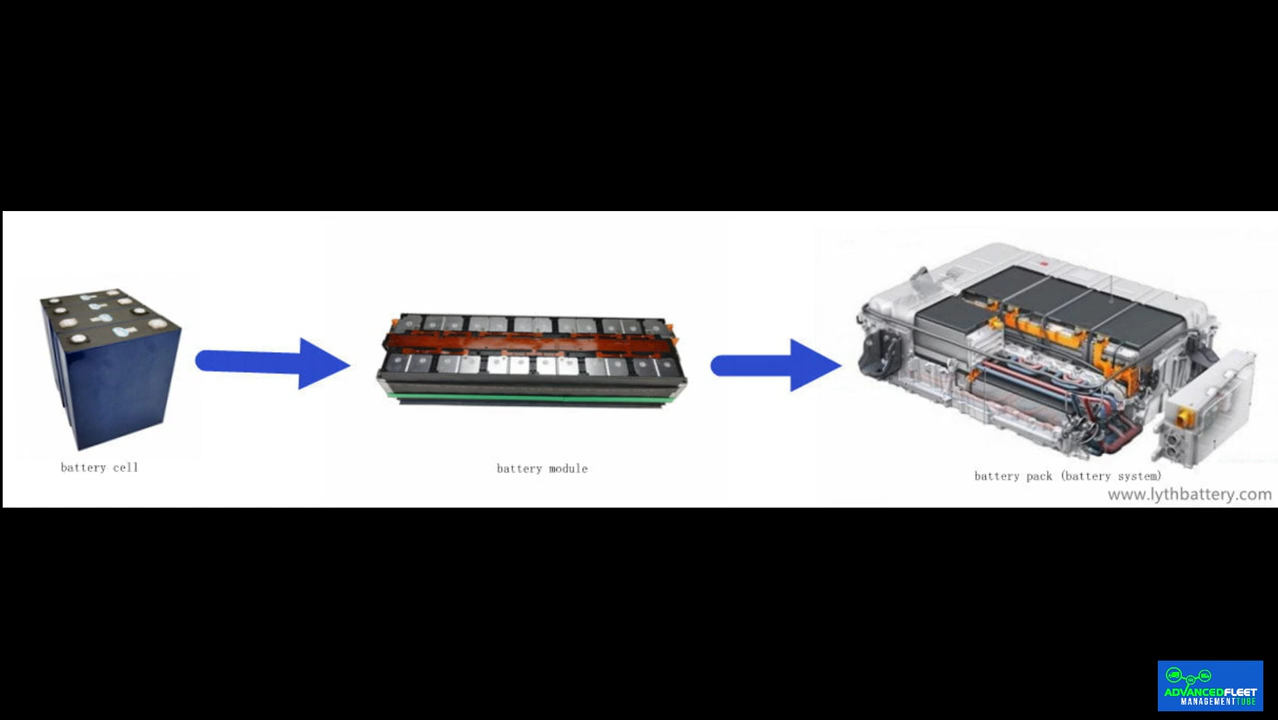 battery cell
battery module
battery pack (battery system)
www.lythbattery.com
ADVANCEDFLEET
MANAGEMENTTUBE